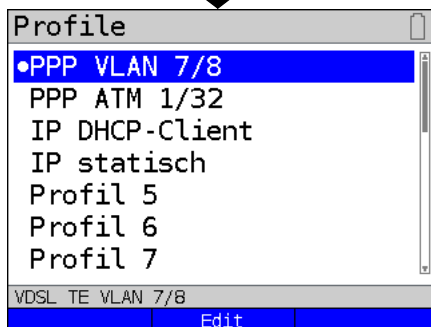 Profile
•PPP VLAN 7/8
PPP ATM 1/32
IP DHCP-Client
IP statisch
Profil 5
Profil 6
Profil 7
VDSL TE VLAN 7/8
Edit